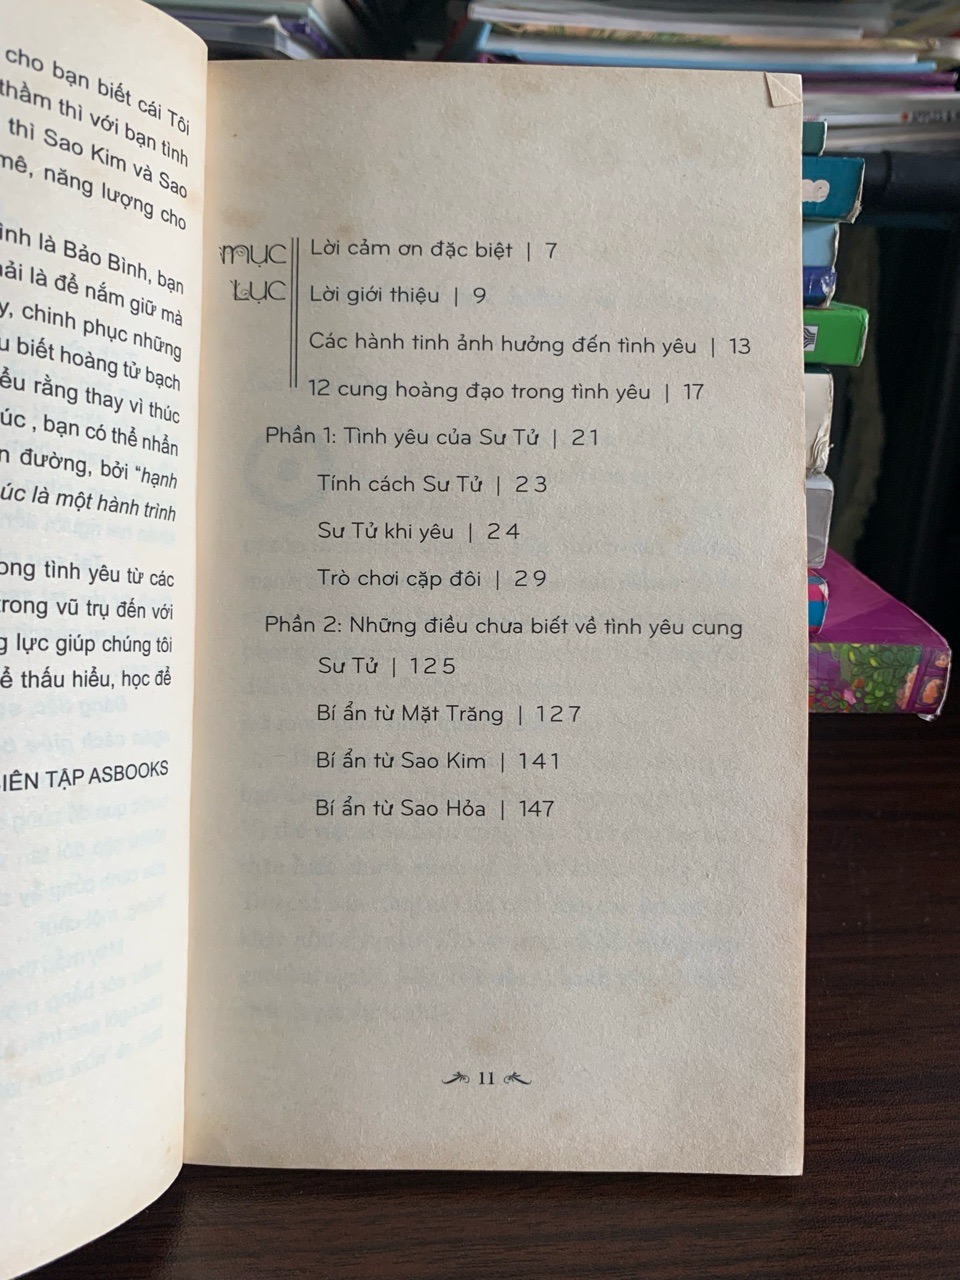 cho bạn biết cái Tôi
thầm thì với bạn tình
thì Sao Kim và Sao
mê, năng lượng cho
ình là Bảo Bình, bạn
hải là để nắm giữ mà
y, chinh phục những
u biết hoàng tử bạch
ểu rằng thay vì thúc
úc , bạn có thể nhẩn
n đường, bởi “hạnh
úc là một hành trình
ong tình yêu từ các
trong vũ trụ đến với
g lực giúp chúng tôi
ể thấu hiểu, học để
BIÊN TẬP ASBOOKS
MỤC
LỤC
Lời cảm ơn đặc biệt | 7
Lời giới thiệu | 9
Các hành tinh ảnh hưởng đến tình yêu | 13
12 cung hoàng đạo trong tình yêu | 17
Phần 1: Tình yêu của Sư Tử | 21
Tính cách Sư Tử | 23
Sư Tử khi yêu | 24
Trò chơi cặp đôi | 29
Phần 2: Những điều chưa biết về tình yêu cung
Sư Tử | 125
Bí ẩn từ Mặt Trăng | 127
Bí ẩn từ Sao Kim | 141
Bí ẩn từ Sao Hỏa | 147
11